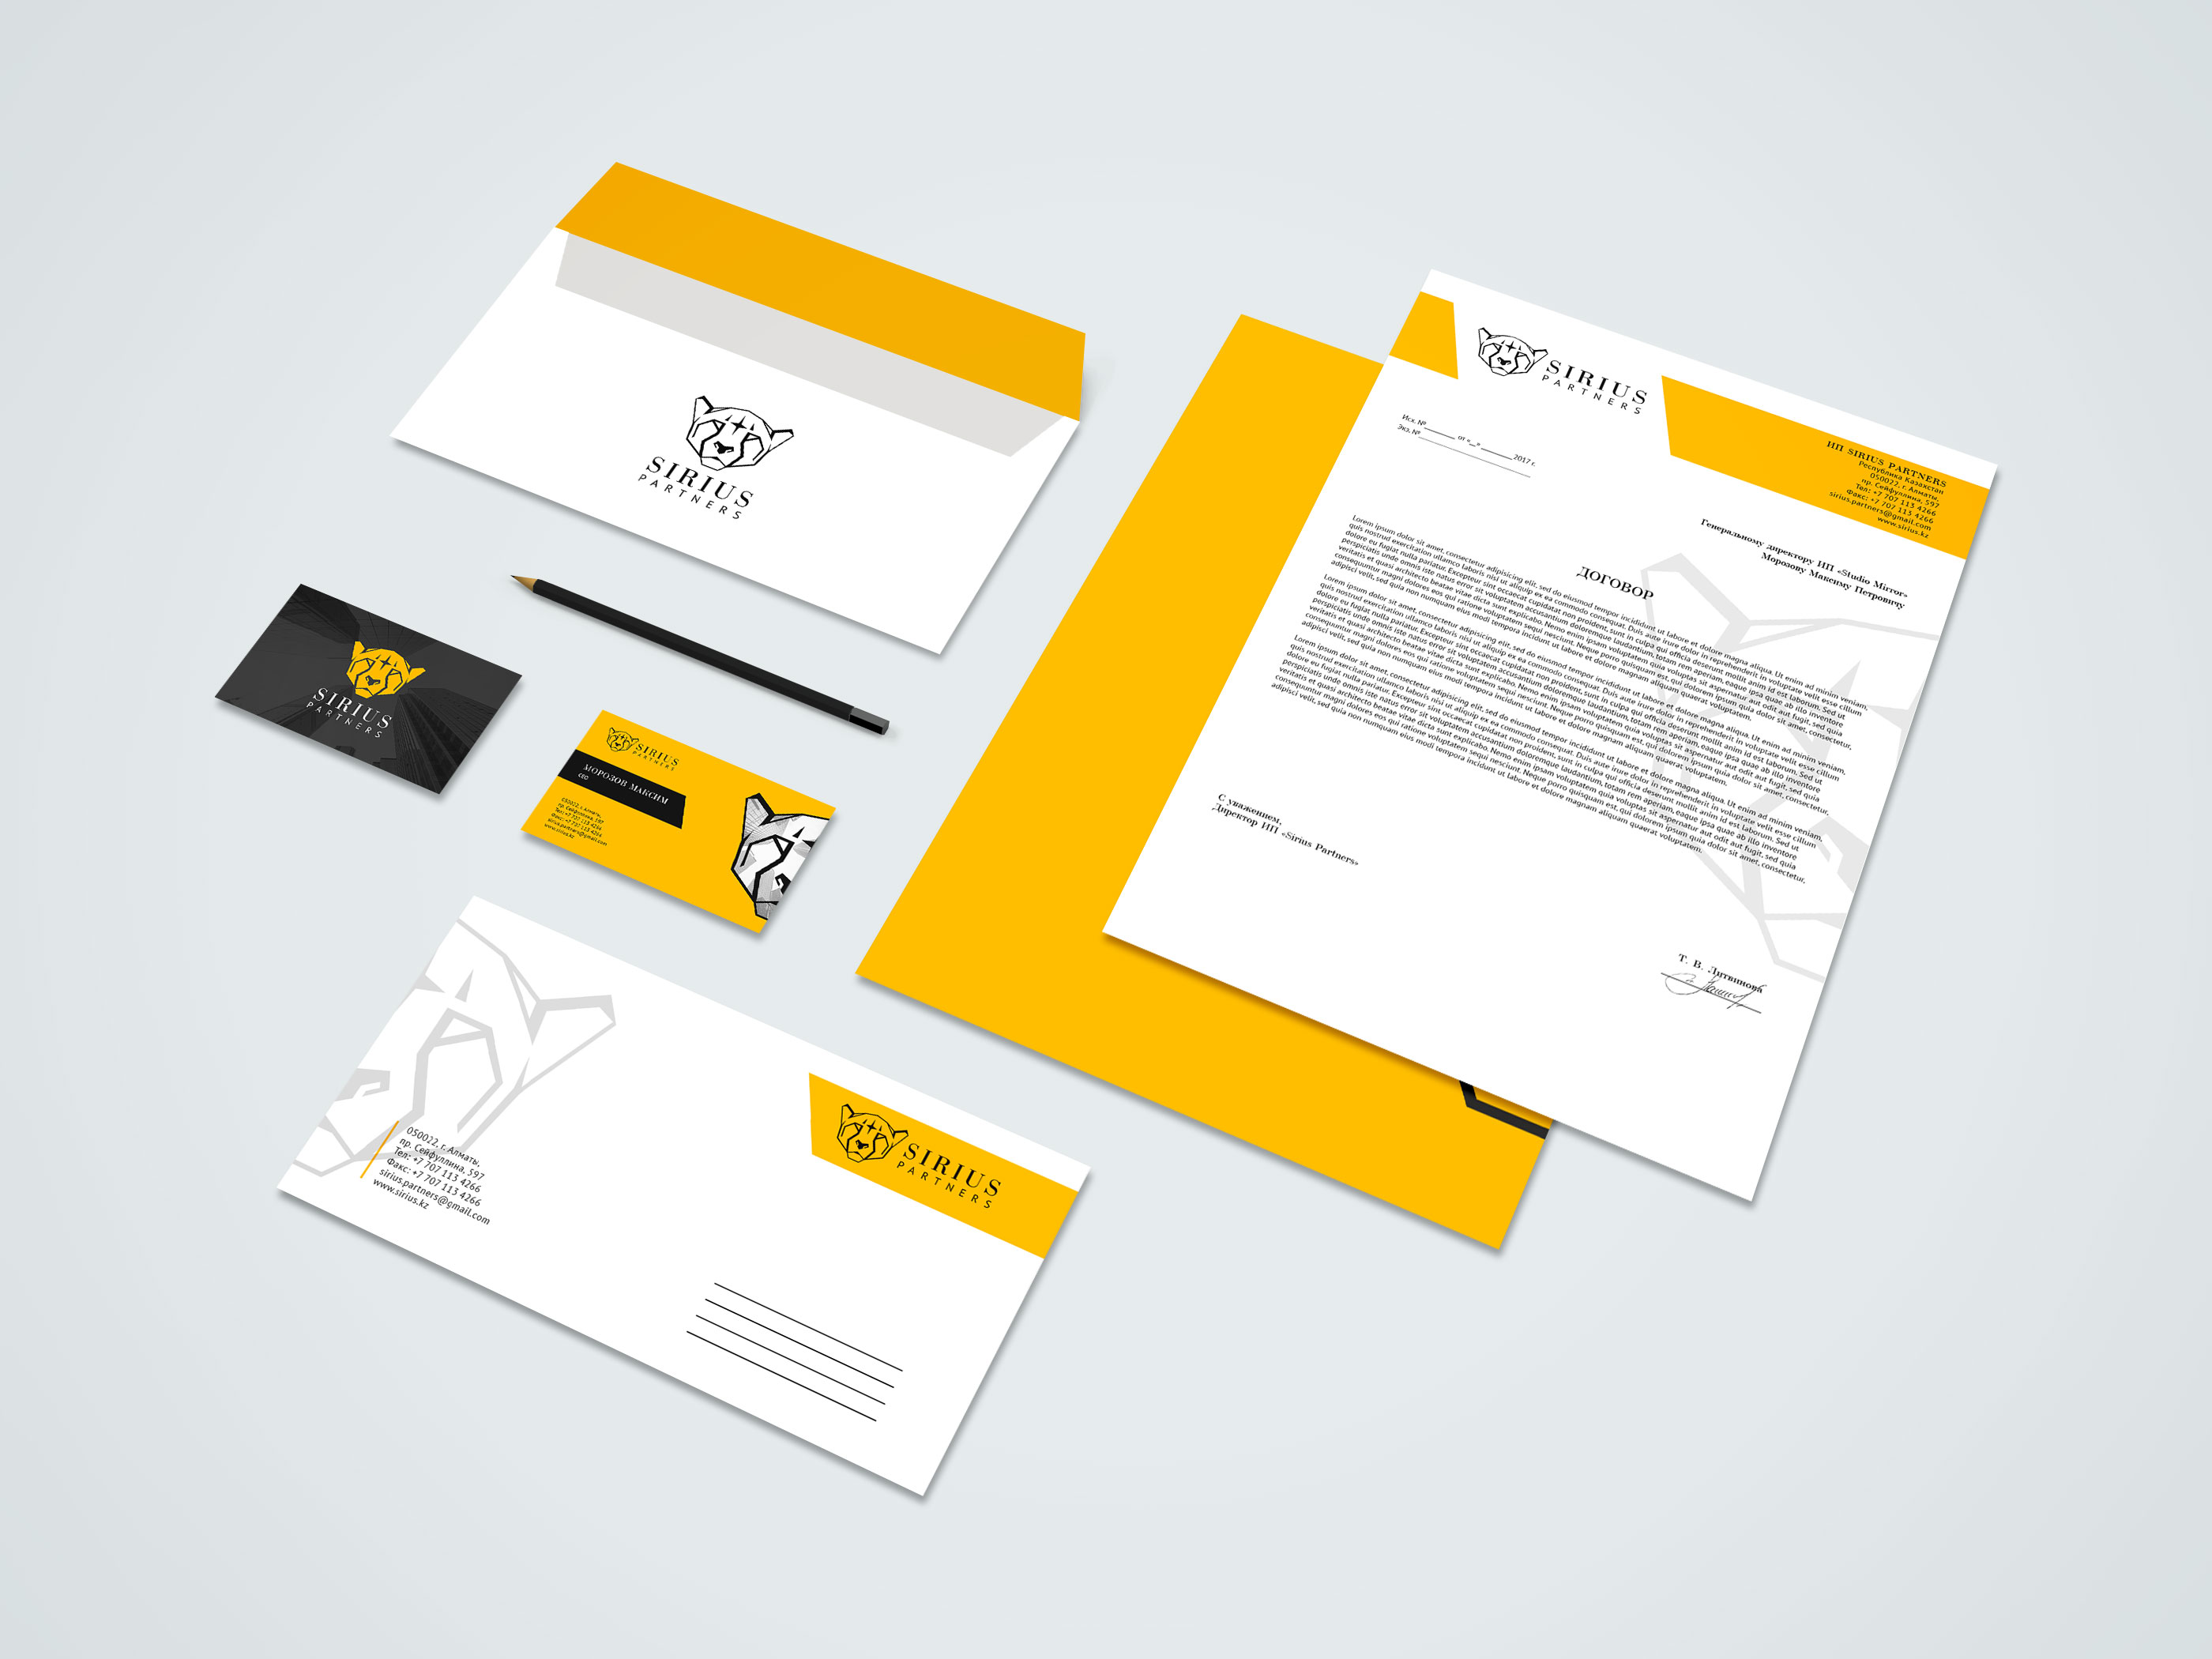 SIRIUS
PARTNERS
SIRIUS
PARTNERS
SIRIUS
PARTNERS
МОРОЗОВ МАКСИМ
CEO
050022, г. Алматы,
пр. Сейфуллина, 597
Тел: +7 707 113 4266
Факс: +7 707 113 4266
sirius.partners@gmail.com
www.sirius.kz
050022, г. Алматы,
пр. Сейфуллина, 597
Тел: +7 707 113 4266
Факс: +7 707 113 4266
sirius.partners@gmail.com
www.sirius.kz
SIRIUS
PARTNERS
SIRIUS
PARTNERS
ИП SIRIUS PARTNERS
Республика Казахстан
050022, г. Алматы,
пр. Сейфуллина, 597
Тел: +7 707 113 4266
Факс: +7 707 113 4266
sirius.partners@gmail.com
www.sirius.kz
Исх. №________ от «__» ________2017 г.
Экз. №
Генеральному директору ИП «Studio Mirror»
Морозову Максиму Петровичу
ДОГОВОР
Lorem ipsum dolor sit amet, consectetur adipisicing elit, sed do eiusmod tempor incididunt ut labore et dolore magna aliqua. Ut enim ad minim veniam,
quis nostrud exercitation ullamco laboris nisi ut aliquip ex ea commodo consequat. Duis aute irure dolor in reprehenderit in voluptate velit esse cillum
dolore eu fugiat nulla pariatur. Excepteur sint occaecat cupidatat non proident, sunt in culpa qui officia deserunt mollit anim id est laborum. Sed ut
perspiciatis unde omnis iste natus error sit voluptatem accusantium doloremque laudantium, totam rem aperiam, eaque ipsa quae ab illo inventore
veritatis et quasi architecto beatae vitae dicta sunt explicabo. Nemo enim ipsam voluptatem quia voluptas sit aspernatur aut odit aut fugit, sed quia
consequuntur magni dolores eos qui ratione voluptatem sequi nesciunt. Neque porro quisquam est, qui dolorem ipsum quia dolor sit amet, consectetur,
adipisci velit, sed quia non numquam eius modi tempora incidunt ut labore et dolore magnam aliquam quaerat voluptatem.
Lorem ipsum dolor sit amet, consectetur adipisicing elit, sed do eiusmod tempor incididunt ut labore et dolore magna aliqua. Ut enim ad minim veniam,
quis nostrud exercitation ullamco laboris nisi ut aliquip ex ea commodo consequat. Duis aute irure dolor in reprehenderit in voluptate velit esse cillum
dolore eu fugiat nulla pariatur. Excepteur sint occaecat cupidatat non proident, sunt in culpa qui officia deserunt mollit anim id est laborum. Sed ut
perspiciatis unde omnis iste natus error sit voluptatem accusantium doloremque laudantium, totam rem aperiam, eaque ipsa quae ab illo inventore
veritatis et quasi architecto beatae vitae dicta sunt explicabo. Nemo enim ipsam voluptatem quia voluptas sit aspernatur aut odit aut fugit, sed quia
consequuntur magni dolores eos qui ratione voluptatem sequi nesciunt. Neque porro quisquam est, qui dolorem ipsum quia dolor sit amet, consectetur,
adipisci velit, sed quia non numquam eius modi tempora incidunt ut labore et dolore magnam aliquam quaerat voluptatem.
Lorem ipsum dolor sit amet, consectetur adipisicing elit, sed do eiusmod tempor incididunt ut labore et dolore magna aliqua. Ut enim ad minim veniam,
quis nostrud exercitation ullamco laboris nisi ut aliquip ex ea commodo consequat. Duis aute irure dolor in reprehenderit in voluptate velit esse cillum
dolore eu fugiat nulla pariatur. Excepteur sint occaecat cupidatat non proident, sunt in culpa qui officia deserunt mollit anim id est laborum. Sed ut
perspiciatis unde omnis iste natus error sit voluptatem accusantium doloremque laudantium, totam rem aperiam, eaque ipsa quae ab illo inventore
veritatis et quasi architecto beatae vitae dicta sunt explicabo. Nemo enim ipsam voluptatem quia voluptas sit aspernatur aut odit aut fugit, sed quia
consequuntur magni dolores eos qui ratione voluptatem sequi nesciunt. Neque porro quisquam est, qui dolorem ipsum quia dolor sit amet, consectetur,
adipisci velit, sed quia non numquam eius modi tempora incidunt ut labore et dolore magnam aliquam quaerat voluptatem.
С уважением,
Директор ИП «Sirius Partners»
Т. В. Литвинова